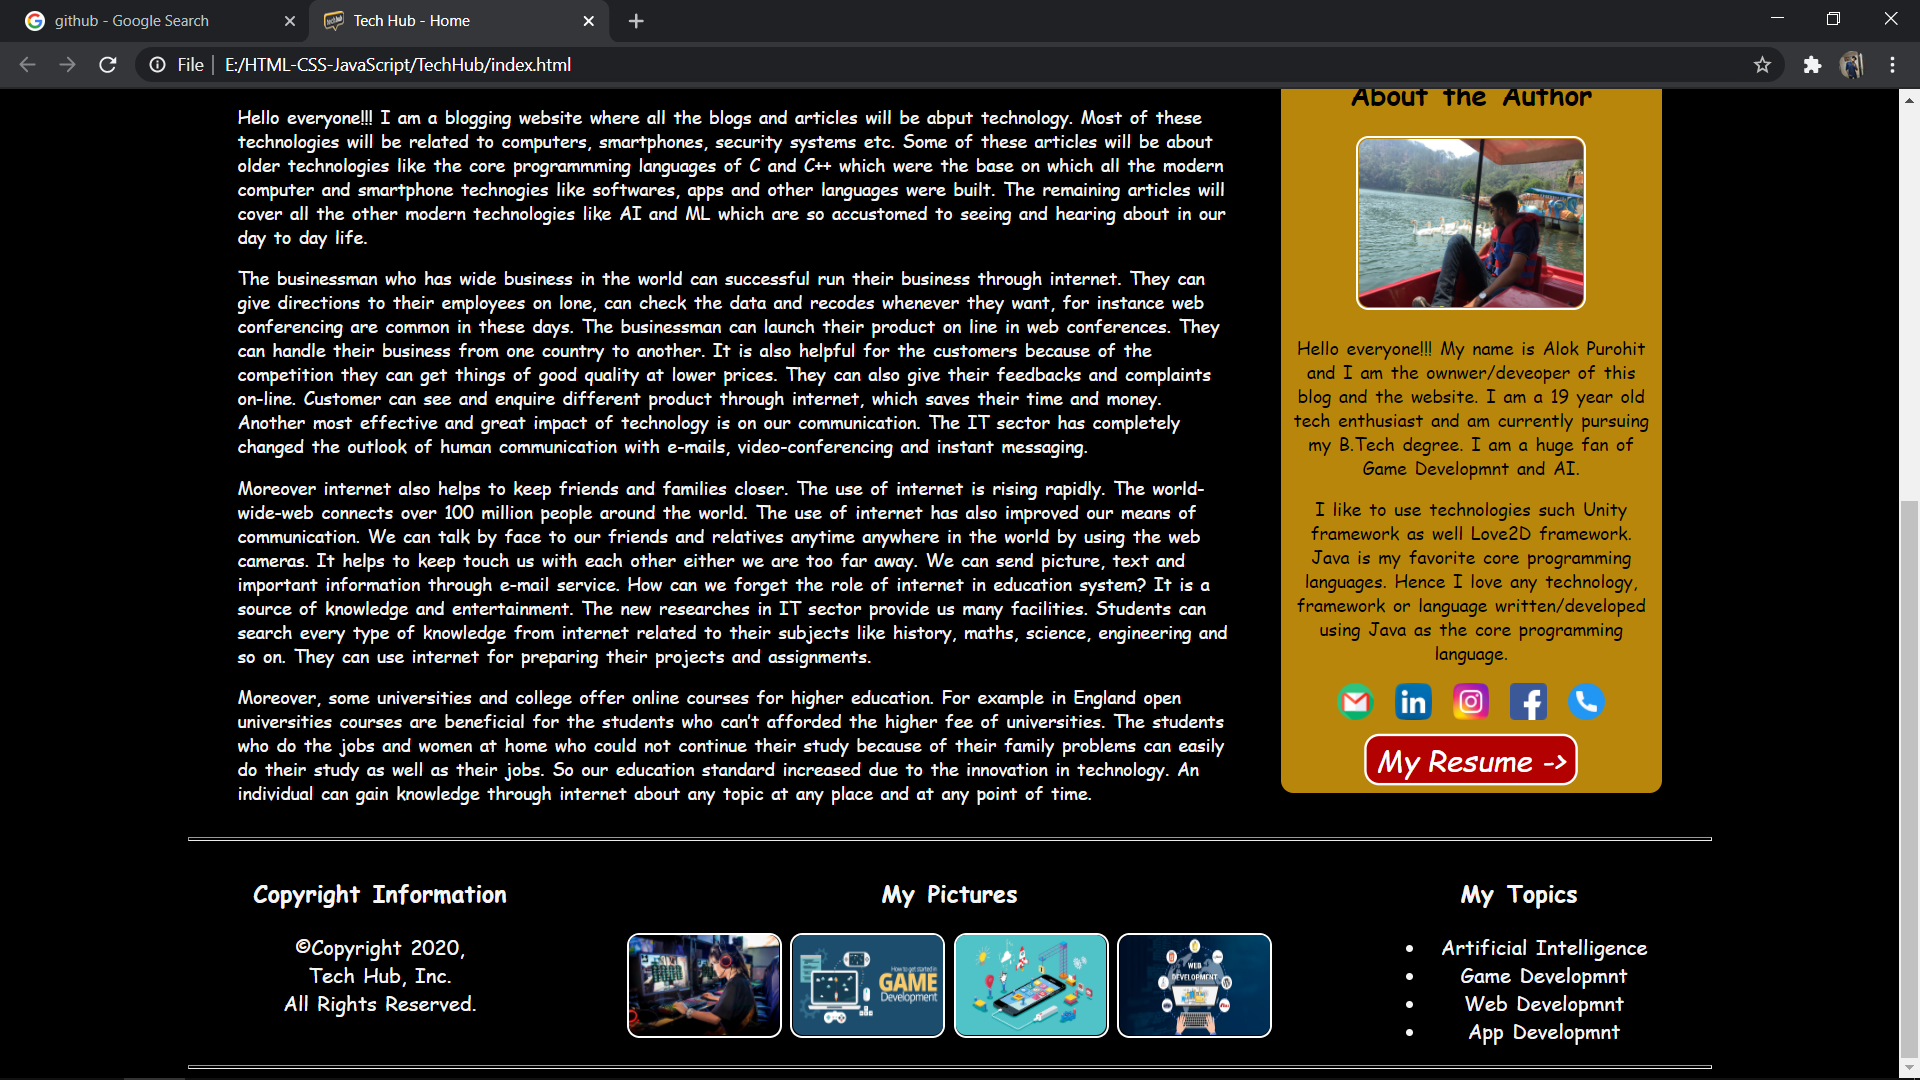 github - Google Search
Tech Hub - Home
File
E:/HTML-CSS-JavaScript/TechHub/index.html
Hello everyone!!! I am a blogging website where all the blogs and articles will be abput technology. Most of these
technologies will be related to computers, smartphones, security systems etc. Some of these articles will be about
older technologies like the core programmming languages of C and C++ which were the base on which all the modern
computer and smartphone technogies like softwares, apps and other languages were built. The remaining articles will
cover all the other modern technologies like AI and ML which are so accustomed to seeing and hearing about in our
day to day life.
The businessman who has wide business in the world can successful run their business through internet. They can
give directions to their employees on lone, can check the data and recodes whenever they want, for instance web
conferencing are common in these days. The businessman can launch their product on line in web conferences. They
can handle their business from one country to another. It is also helpful for the customers because of the
competition they can get things of good quality at lower prices. They can also give their feedbacks and complaints
on-line. Customer can see and enquire different product through internet, which saves their time and money.
Another most effective and great impact of technology is on our communication. The IT sector has completely
changed the outlook of human communication with e-mails, video-conferencing and instant messaging.
Moreover internet also helps to keep friends and families closer. The use of internet is rising rapidly. The world-
wide-web connects over 100 million people around the world. The use of internet has also improved our means of
communication. We can talk by face to our friends and relatives anytime anywhere in the world by using the web
cameras. It helps to keep touch us with each other either we are too far away. We can send picture, text and
important information through e-mail service. How can we forget the role of internet in education system? It is a
source of knowledge and entertainment. The new researches in IT sector provide us many facilities. Students can
search every type of knowledge from internet related to their subjects like history, maths, science, engineering and
so on. They can use internet for preparing their projects and assignments.
Moreover, some universities and college offer online courses for higher education. For example in England open
universities courses are beneficial for the students who can't afforded the higher fee of universities. The students
who do the jobs and women at home who could not continue their study because of their family problems can easily
do their study as well as their jobs. So our education standard increased due to the innovation in technology. An
individual can gain knowledge through internet about any topic at any place and at any point of time.
About the Author
Hello everyone!!! My name is Alok Purohit
and I am the ownwer/deveoper of this
blog and the website. I am a 19 year old
tech enthusiast and am currently pursuing
my B.Tech degree. I am a huge fan of
Game Developmnt and AI.
I like to use technologies such Unity
framework as well Love2D framework.
Java is my favorite core programming
languages. Hence I love any technology,
framework or language written/developed
using Java as the core programming
language.
My Resume ->
Copyright Information
©Copyright 2020,
Tech Hub, Inc.
All Rights Reserved.
My Pictures
How to get started in
GAME
Development
WEB
DEVELOPMENT
My Topics
Artificial Intelligence
Game Developmnt
Web Developmnt
App Developmnt